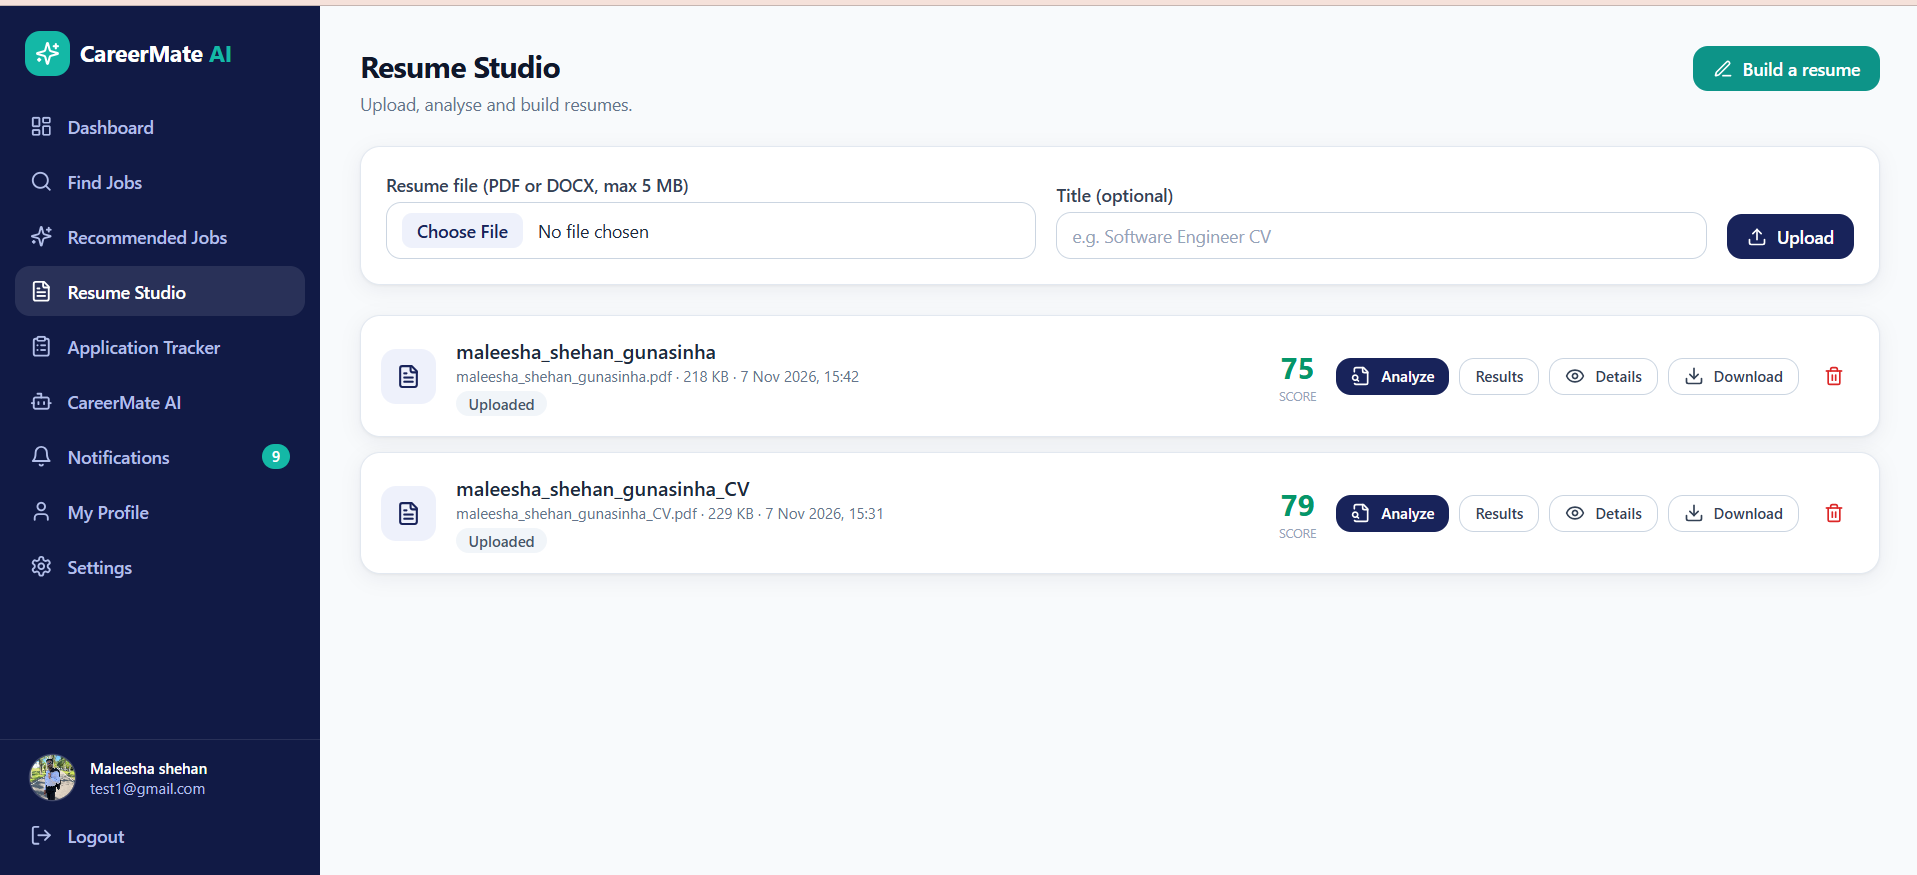 CareerMate AI
Dashboard
Find Jobs
Recommended Jobs
Resume Studio
Application Tracker
CareerMate AI
Notifications 9
My Profile
Settings
Maleesha shehan
test1@gmail.com
Logout
Resume Studio
Upload, analyse and build resumes.
Build a resume
Resume file (PDF or DOCX, max 5 MB)
Choose File No file chosen
Title (optional)
e.g. Software Engineer CV
Upload
maleesha_shehan_gunasinha
maleesha_shehan_gunasinha.pdf · 218 KB · 7 Nov 2026, 15:42
Uploaded
75
SCORE
Analyze Results Details Download
maleesha_shehan_gunasinha_CV
maleesha_shehan_gunasinha_CV.pdf · 229 KB · 7 Nov 2026, 15:31
Uploaded
79
SCORE
Analyze Results Details Download